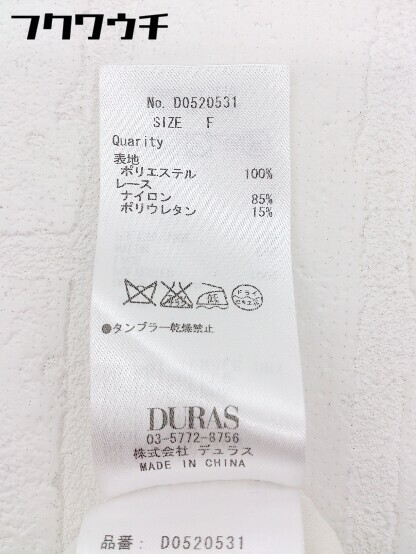 フクワウチ
No. D0520531
SIZE F
Quarity
表地
ポリエステル 100%
レース
ナイロン 85%
ポリウレタン 15%
●タンブラー乾燥禁止
DURAS
03-5772-8756
株式会社 デュラス
MADE IN CHINA
品番: D0520531